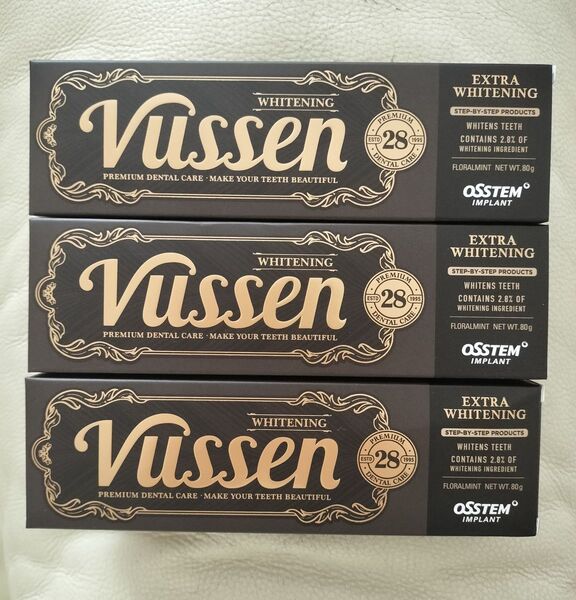 WHITENING
Vussen
PREMIUM DENTAL CARE · MAKE YOUR TEETH BEAUTIFUL
PREMIUM
ESTD 28 1995
DENTAL CARE
EXTRA
WHITENING
STEP-BY-STEP PRODUCTS
WHITENS TEETH
CONTAINS 2.8% OF
WHITENING INGREDIENT
FLORALMINT NET WT. 80g
OSSTEM
IMPLANT
WHITENING
Vussen
PREMIUM DENTAL CARE · MAKE YOUR TEETH BEAUTIFUL
PREMIUM
ESTD 28 1995
DENTAL CARE
EXTRA
WHITENING
STEP-BY-STEP PRODUCTS
WHITENS TEETH
CONTAINS 2.8% OF
WHITENING INGREDIENT
FLORALMINT NET WT. 80g
OSSTEM
IMPLANT
WHITENING
Vussen
PREMIUM DENTAL CARE · MAKE YOUR TEETH BEAUTIFUL
PREMIUM
ESTD 28 1995
DENTAL CARE
EXTRA
WHITENING
STEP-BY-STEP PRODUCTS
WHITENS TEETH
CONTAINS 2.8% OF
WHITENING INGREDIENT
FLORALMINT NET WT. 80g
OSSTEM
IMPLANT